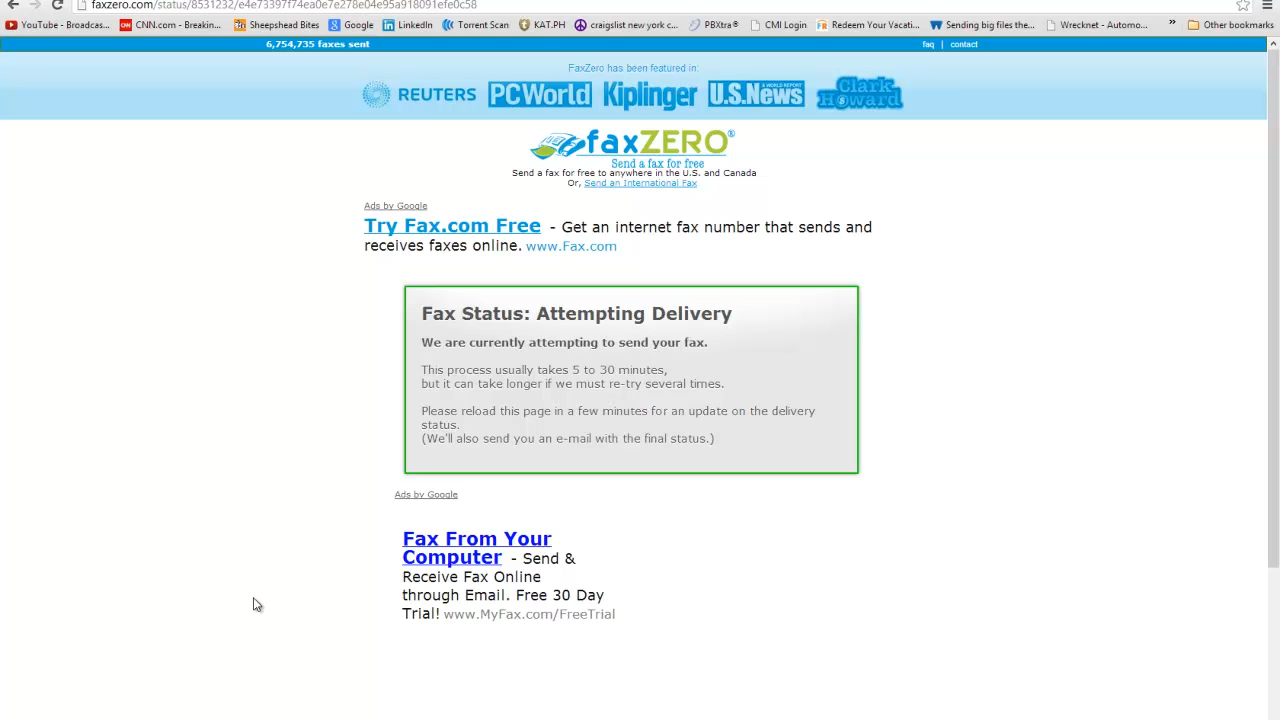 faxzero.com/status/8531232/e4e73397f74ea0e7e278e04e95a918091efe0c58
YouTube - Broadcas... CNN.com - Breakin... Sheepshead Bites Google LinkedIn Torrent Scan KAT.PH craigslist new york c... PBXtra® CMI Login Redeem Your Vacati... Sending big files the... Wrecknet - Automo... » Other bookmarks
6,754,735 faxes sent faq | contact
FaxZero has been featured in:
REUTERS PCWorld Kiplinger U.S.News & WORLD REPORT Clark Howard
faxZERO®
Send a fax for free
Send a fax for free to anywhere in the U.S. and Canada
Or, Send an International Fax
Ads by Google
Try Fax.com Free - Get an internet fax number that sends and
receives faxes online. www.Fax.com
Fax Status: Attempting Delivery
We are currently attempting to send your fax.
This process usually takes 5 to 30 minutes,
but it can take longer if we must re-try several times.
Please reload this page in a few minutes for an update on the delivery
status.
(We'll also send you an e-mail with the final status.)
Ads by Google
Fax From Your
Computer - Send &
Receive Fax Online
through Email. Free 30 Day
Trial! www.MyFax.com/FreeTrial